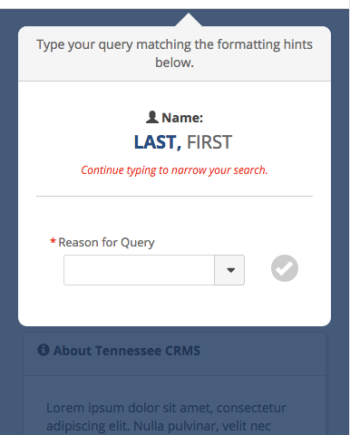 Type your query matching the formatting hints
below.
Name:
LAST, FIRST
Continue typing to narrow your search.
* Reason for Query
About Tennessee CRMS
Lorem ipsum dolor sit amet, consectetur
adipiscing elit. Nulla pulvinar, velit nec